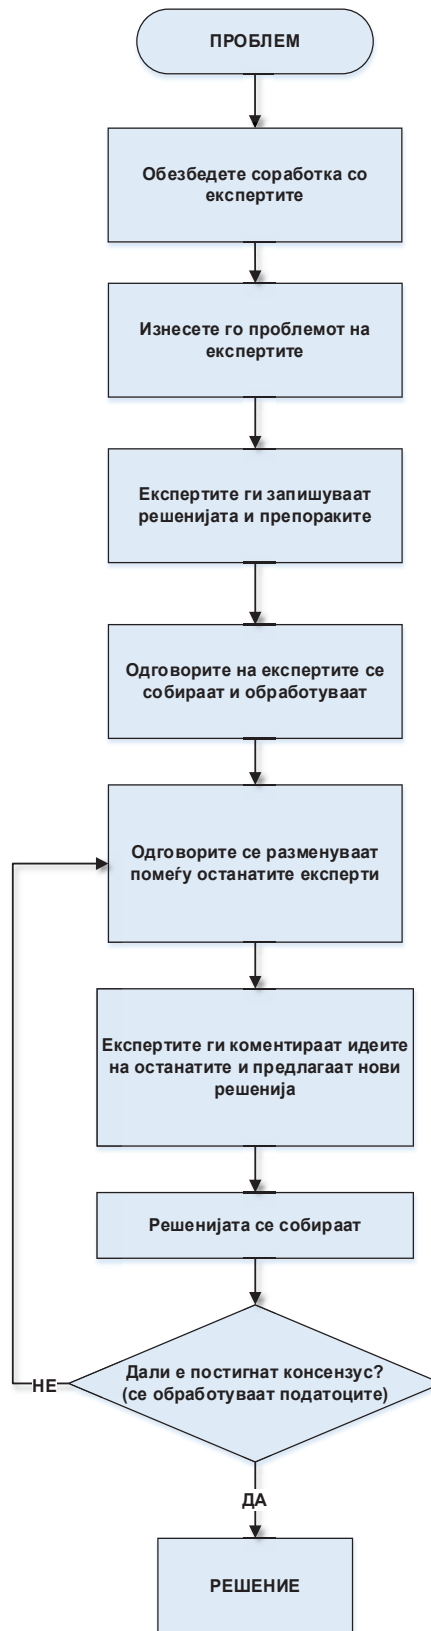 ПРОБЛЕМ
Обезбедете соработка со
експертите
Изнесете го проблемот на
експертите
Експертите ги запишуваат
решенијата и препораките
Одговорите на експертите се
собираат и обработуваат
Одговорите се разменуваат
помеѓу останатите експерти
Експертите ги коментираат идеите
на останатите и предлагаат нови
решенија
Решенијата се собираат
Дали е постигнат консензус?
(се обработуваат податоците)
НЕ
ДА
РЕШЕНИЕ